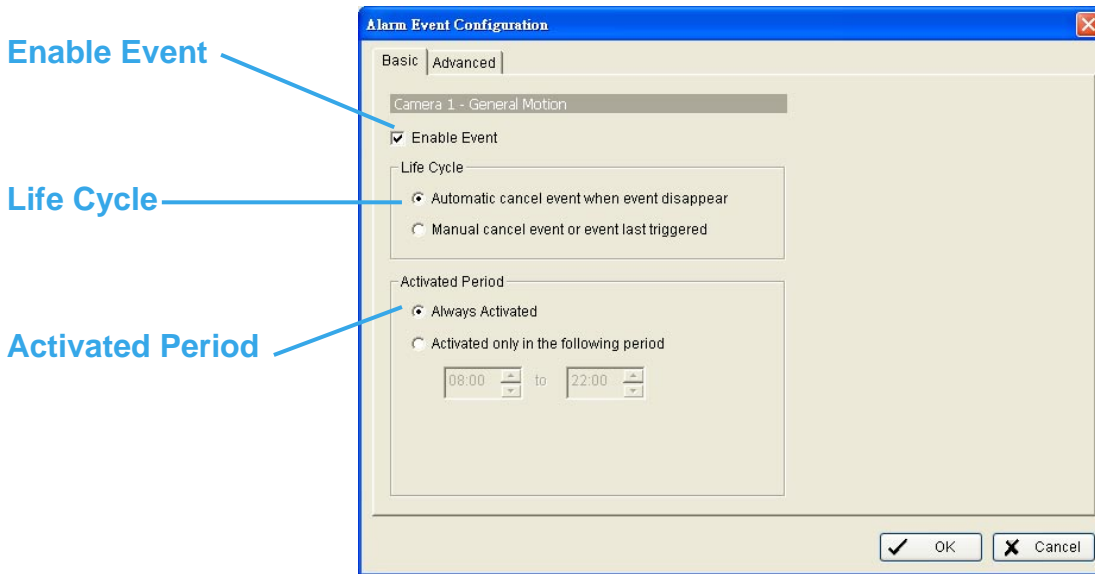 Alarm Event Configuration
Enable Event
Basic
Advanced
Camera 1 - General Motion
Enable Event
Life Cycle
Life Cycle
Automatic cancel event when event disappear
Manual cancel event or event last triggered
Activated Period
Always Activated
Activated Period
Activated only in the following period
08:00 to 22:00
OK
Cancel